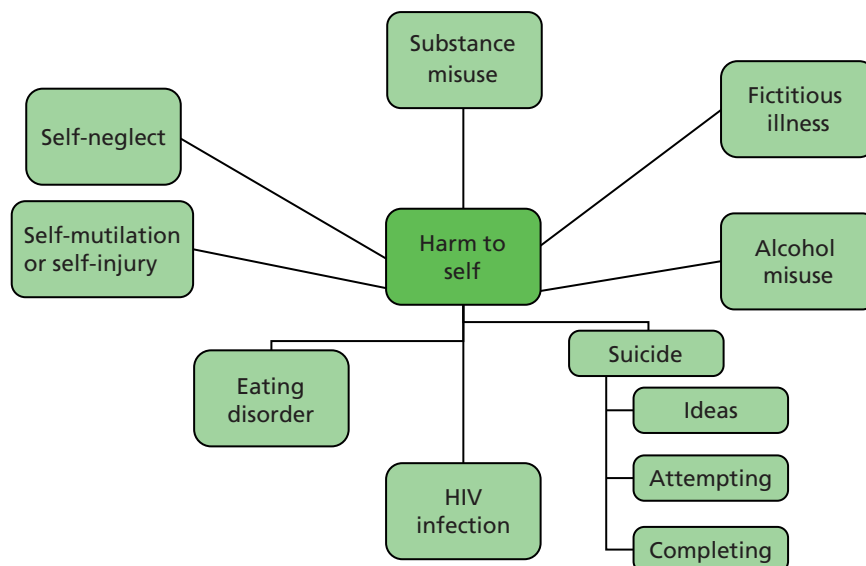 Substance
misuse
Fictitious
illness
Self-neglect
Self-mutilation
or self-injury
Harm to
self
Alcohol
misuse
Eating
disorder
Suicide
Ideas
Attempting
Completing
HIV
infection